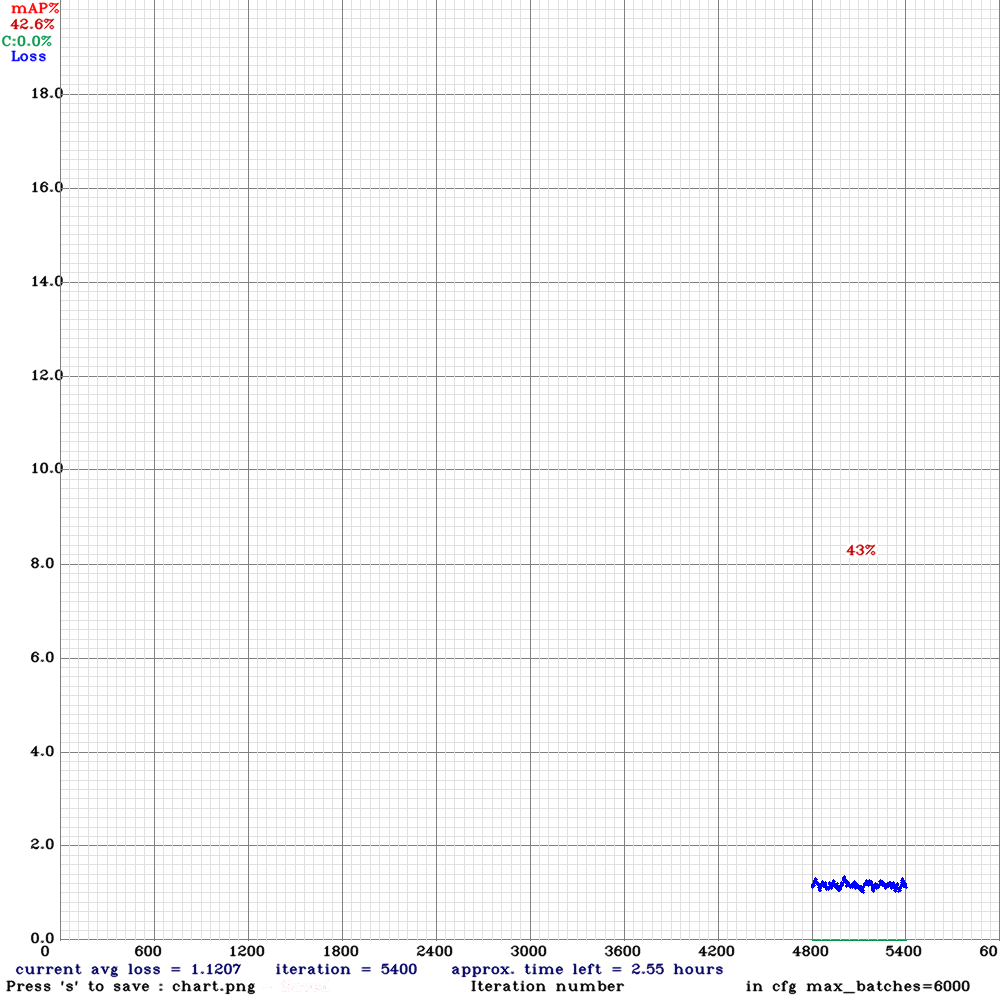 mAP%
42.6%
C:0.0%
Loss
18.0
16.0
14.0
12.0
10.0
43%
8.0
6.0
4.0
2.0
0.0
0 600 1200 1800 2400 3000 3600 4200 4800 5400 60
current avg loss = 1.1207 iteration = 5400 approx. time left = 2.55 hours
Press 's' to save : chart.png Iteration number in cfg max_batches=6000